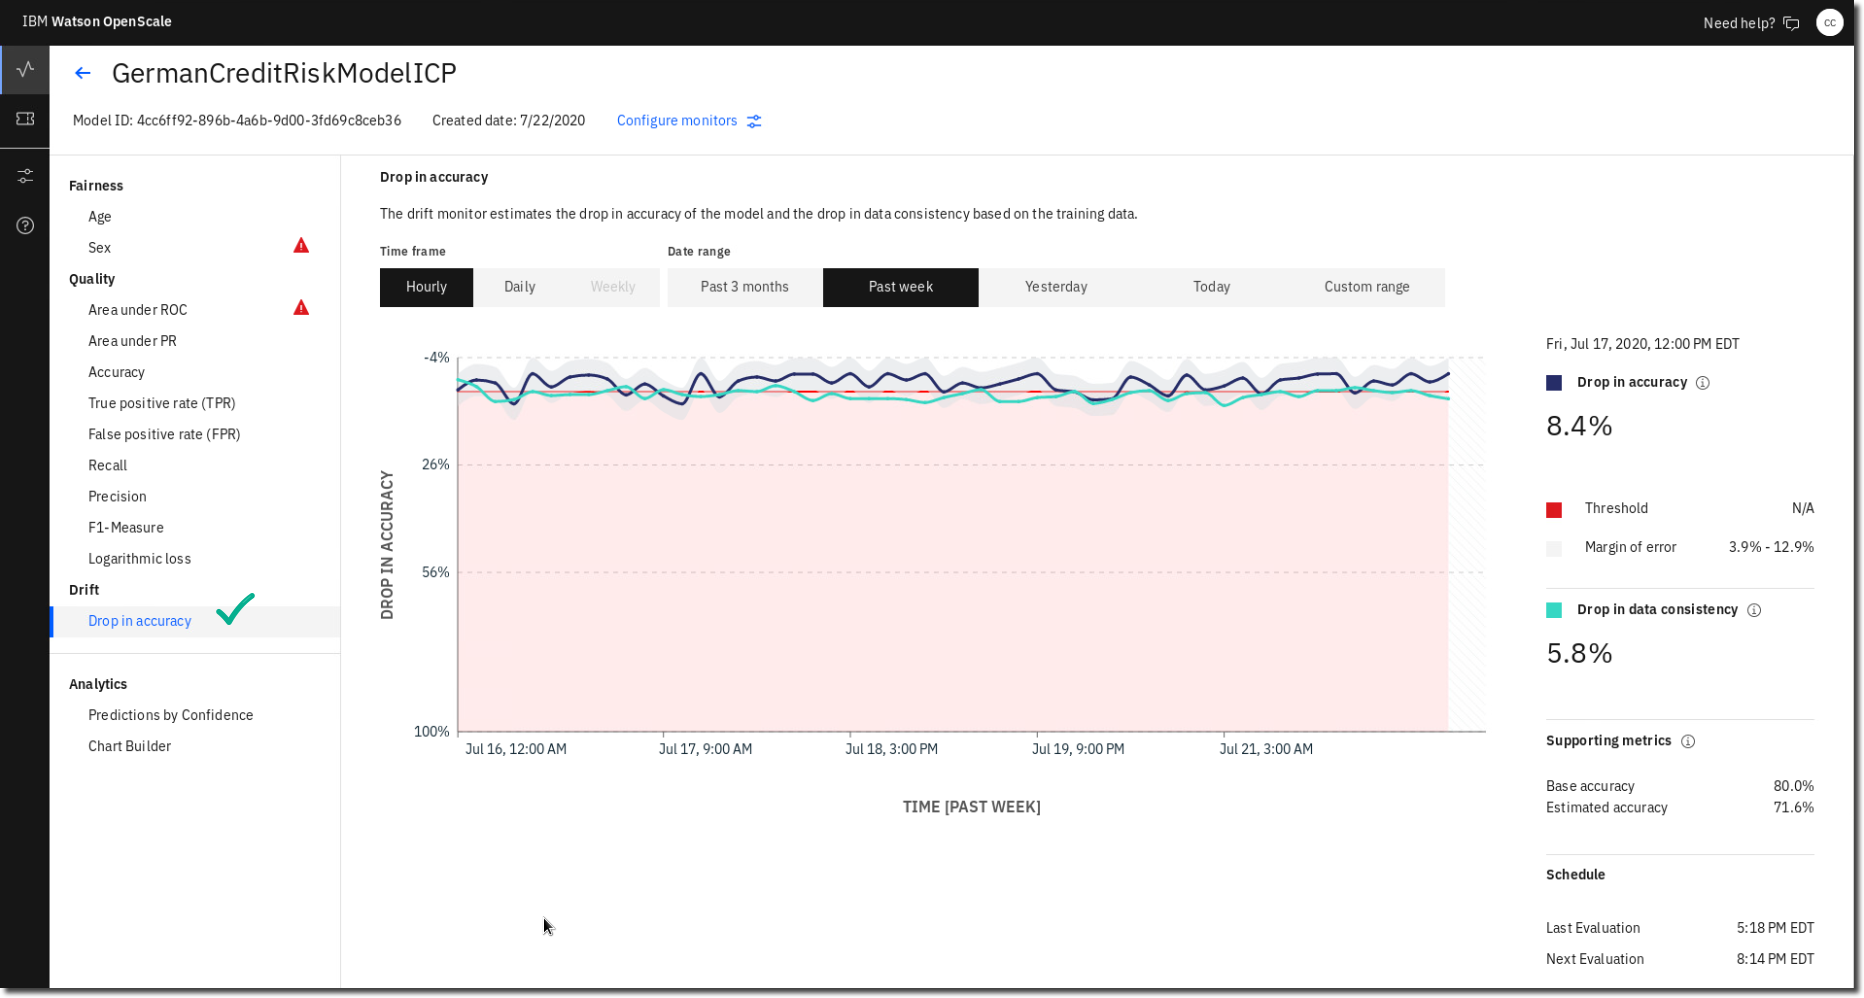 IBM Watson OpenScale
Need help?
CC
GermanCreditRiskModelICP
Model ID: 4cc6ff92-896b-4a6b-9d00-3fd69c8ceb36 Created date: 7/22/2020 Configure monitors
Fairness
Age
Sex
Quality
Area under ROC
Area under PR
Accuracy
True positive rate (TPR)
False positive rate (FPR)
Recall
Precision
F1-Measure
Logarithmic loss
Drift
Drop in accuracy
Analytics
Predictions by Confidence
Chart Builder
Drop in accuracy
The drift monitor estimates the drop in accuracy of the model and the drop in data consistency based on the training data.
Time frame
Date range
Hourly Daily Weekly
Past 3 months Past week Yesterday Today Custom range
-4%
26%
56%
100%
DROP IN ACCURACY
Jul 16, 12:00 AM Jul 17, 9:00 AM Jul 18, 3:00 PM Jul 19, 9:00 PM Jul 21, 3:00 AM
TIME [PAST WEEK]
Fri, Jul 17, 2020, 12:00 PM EDT
Drop in accuracy
8.4%
Threshold N/A
Margin of error 3.9% - 12.9%
Drop in data consistency
5.8%
Supporting metrics
Base accuracy 80.0%
Estimated accuracy 71.6%
Schedule
Last Evaluation 5:18 PM EDT
Next Evaluation 8:14 PM EDT